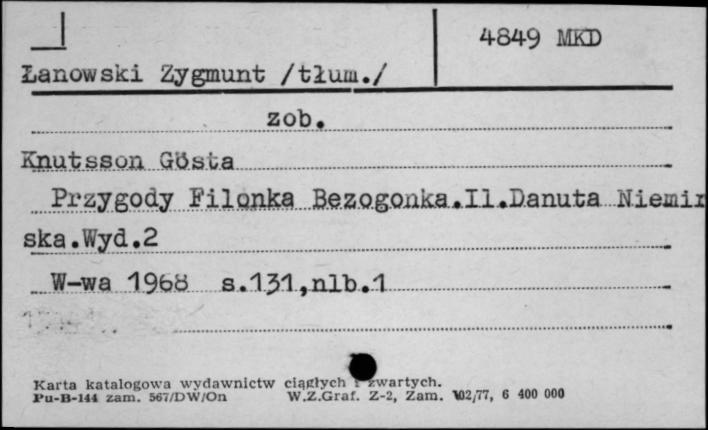 4849 MKD
Łanowski Zygmunt /tłum./
zob.
Knutsson Gösta
Przygody Filonka Bezogonka.Il.Danuta Niemir
ska.Wyd.2
W-wa 1968 s.131,nlb.1
Karta katalogowa wydawnictw ciągłych i zwartych.
Pu-B-144 zam. 567/DW/On W.Z.Graf. Z-2, Zam. 102/77, 6 400 000